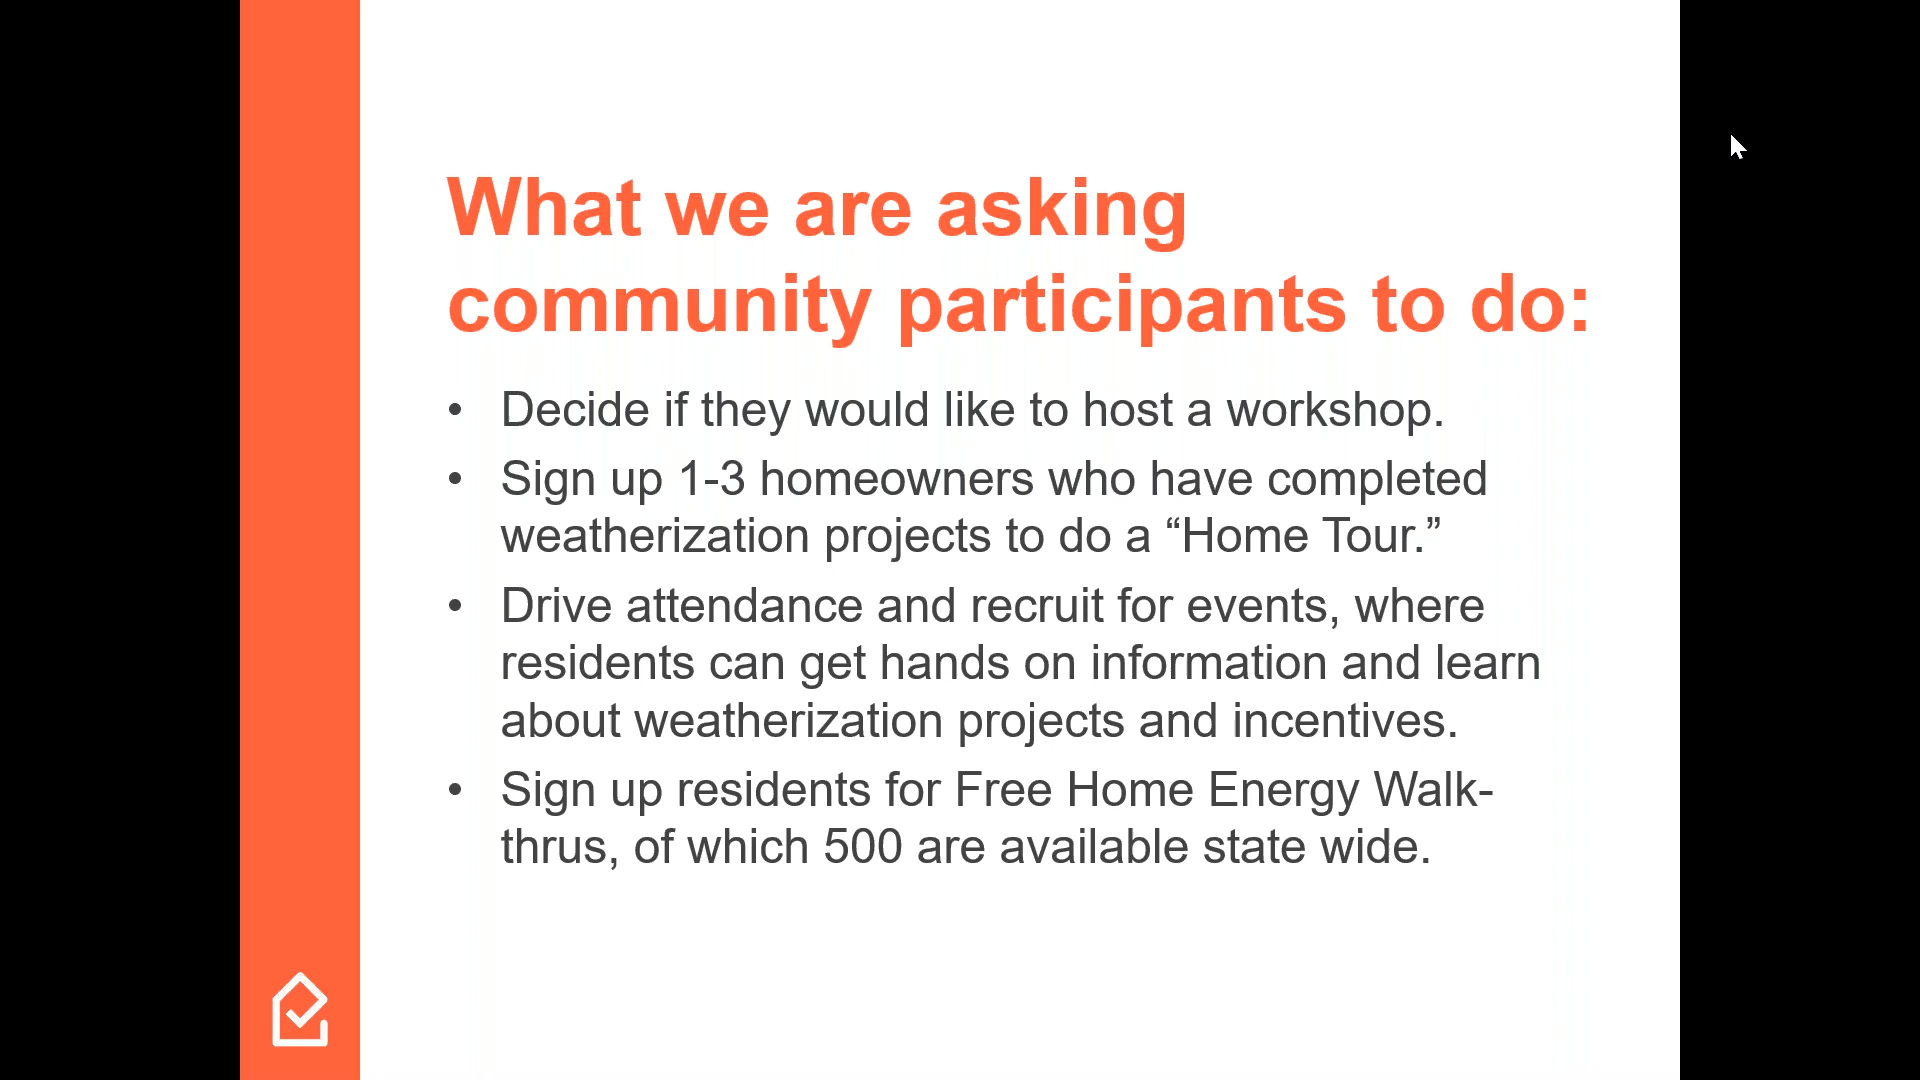 What we are asking
community participants to do:
• Decide if they would like to host a workshop.
• Sign up 1-3 homeowners who have completed
weatherization projects to do a “Home Tour.”
• Drive attendance and recruit for events, where
residents can get hands on information and learn
about weatherization projects and incentives.
• Sign up residents for Free Home Energy Walk-
thrus, of which 500 are available state wide.